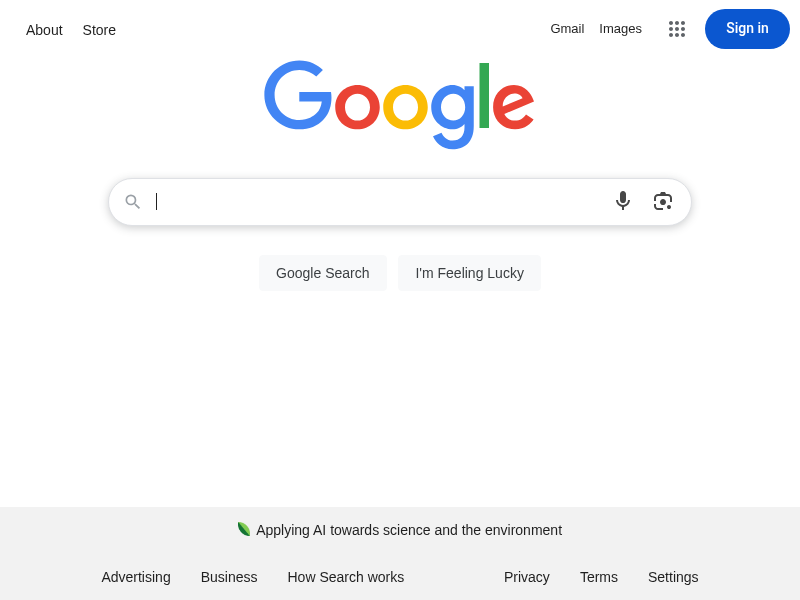 About Store Gmail Images Sign in
Google
Google Search I'm Feeling Lucky
Applying AI towards science and the environment
Advertising Business How Search works Privacy Terms Settings